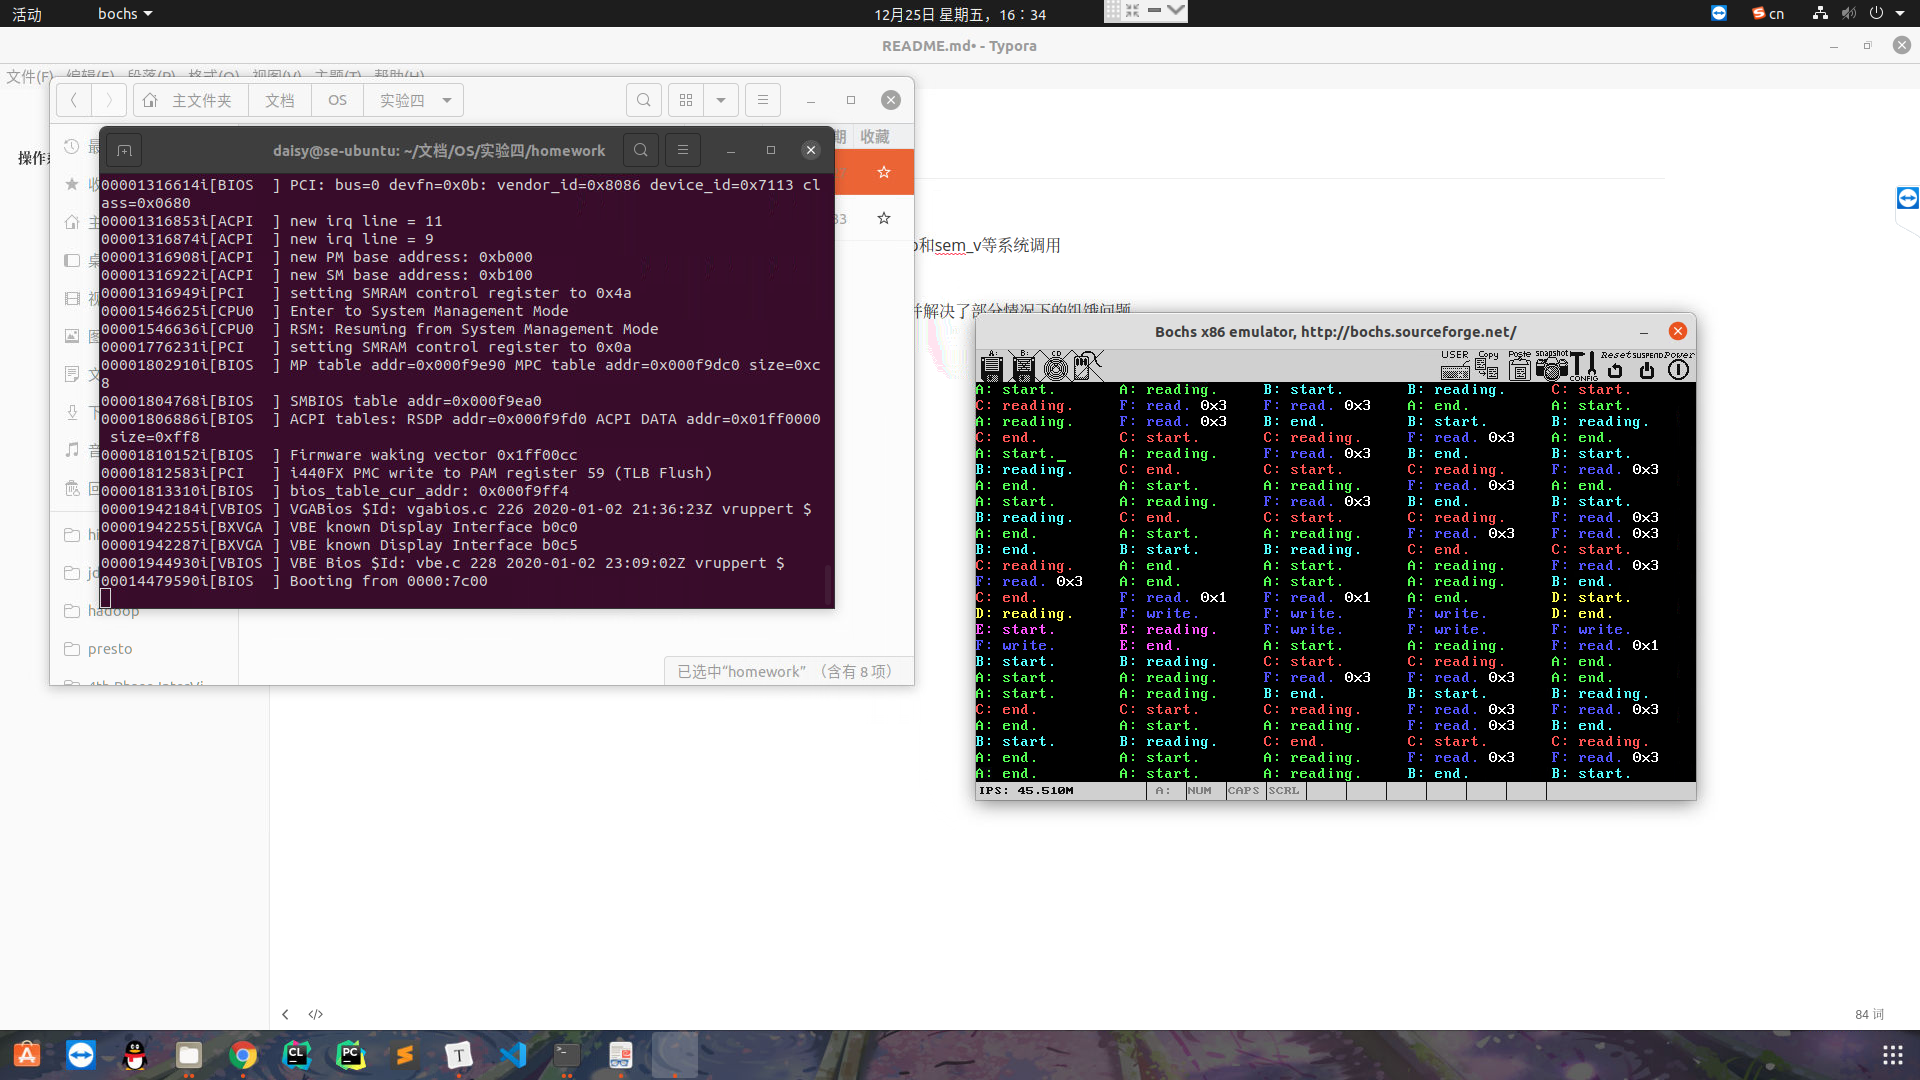 活动
bochs
12月25日 星期五，16：34
cn
README.md• - Typora
文件(F) 编辑(E) 段落(P) 格式(O) 视图(V) 主题(T) 帮助(H)
主文件夹 文档 OS 实验四
收藏
操作
daisy@se-ubuntu: ~/文档/OS/实验四/homework
00001316614i[BIOS  ] PCI: bus=0 devfn=0x0b: vendor_id=0x8086 device_id=0x7113 cl
ass=0x0680
00001316853i[ACPI  ] new irq line = 11
00001316874i[ACPI  ] new irq line = 9
00001316908i[ACPI  ] new PM base address: 0xb000
00001316922i[ACPI  ] new SM base address: 0xb100
00001316949i[PCI   ] setting SMRAM control register to 0x4a
00001546625i[CPU0  ] Enter to System Management Mode
00001546636i[CPU0  ] RSM: Resuming from System Management Mode
00001776231i[PCI   ] setting SMRAM control register to 0x0a
00001802910i[BIOS  ] MP table addr=0x000f9e90 MPC table addr=0x000f9dc0 size=0xc
8
00001804768i[BIOS  ] SMBIOS table addr=0x000f9ea0
00001806886i[BIOS  ] ACPI tables: RSDP addr=0x000f9fd0 ACPI DATA addr=0x01ff0000
 size=0xff8
00001810152i[BIOS  ] Firmware waking vector 0x1ff00cc
00001812583i[PCI   ] i440FX PMC write to PAM register 59 (TLB Flush)
00001813310i[BIOS  ] bios_table_cur_addr: 0x000f9ff4
00001942184i[VBIOS ] VGABios $Id: vgabios.c 226 2020-01-02 21:36:23Z vruppert $
00001942255i[BXVGA ] VBE known Display Interface b0c0
00001942287i[BXVGA ] VBE known Display Interface b0c5
00001944930i[VBIOS ] VBE Bios $Id: vbe.c 228 2020-01-02 23:09:02Z vruppert $
00014479590i[BIOS  ] Booting from 0000:7c00
hadoop
presto
已选中“homework” （含有 8 项）
和sem_v等系统调用
并解决了部分情况下的饥饿问题
Bochs x86 emulator, http://bochs.sourceforge.net/
A: B: CD USER Copy Paste Snapshot CONFIG Reset SUSPEND Power
A: start. A: reading. B: start. B: reading. C: start.
C: reading. F: read. 0x3 F: read. 0x3 A: end. A: start.
A: reading. F: read. 0x3 B: end. B: start. B: reading.
C: end. C: start. C: reading. F: read. 0x3 A: end.
A: start._ A: reading. F: read. 0x3 B: end. B: start.
B: reading. C: end. C: start. C: reading. F: read. 0x3
A: end. A: start. A: reading. F: read. 0x3 A: end.
A: start. A: reading. F: read. 0x3 B: end. B: start.
B: reading. C: end. C: start. C: reading. F: read. 0x3
A: end. A: start. A: reading. F: read. 0x3 F: read. 0x3
B: end. B: start. B: reading. C: end. C: start.
C: reading. A: end. A: start. A: reading. F: read. 0x3
F: read. 0x3 A: end. A: start. A: reading. B: end.
C: end. F: read. 0x1 F: read. 0x1 A: end. D: start.
D: reading. F: write. F: write. F: write. D: end.
E: start. E: reading. F: write. F: write. F: write.
F: write. E: end. A: start. A: reading. F: read. 0x1
B: start. B: reading. C: start. C: reading. A: end.
A: start. A: reading. F: read. 0x3 F: read. 0x3 A: end.
A: start. A: reading. B: end. B: start. B: reading.
C: end. C: start. C: reading. F: read. 0x3 F: read. 0x3
A: end. A: start. A: reading. F: read. 0x3 B: end.
B: start. B: reading. C: end. C: start. C: reading.
A: end. A: start. A: reading. F: read. 0x3 F: read. 0x3
A: end. A: start. A: reading. B: end. B: start.
IPS: 45.510M A: NUM CAPS SCRL
84 词